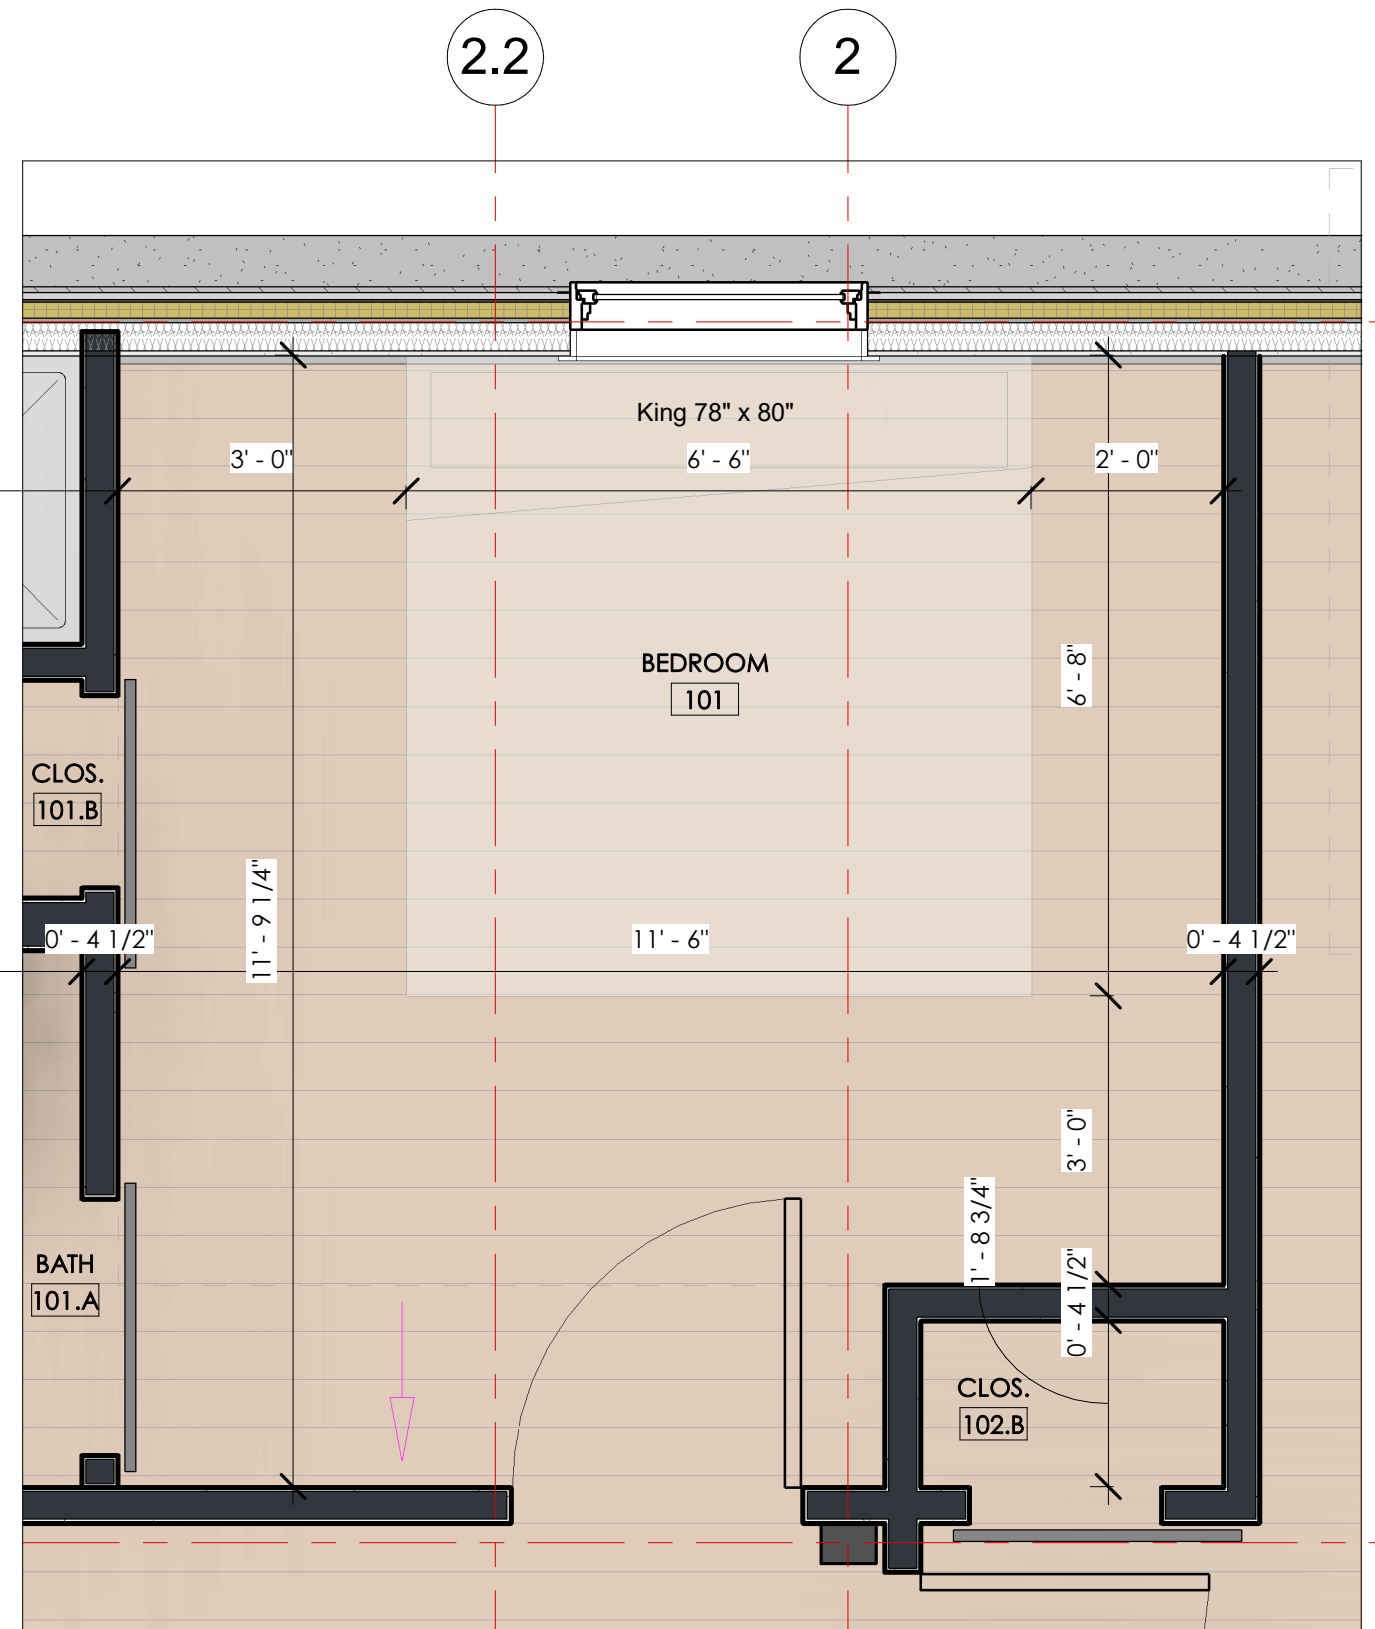 2.2
2
King 78" x 80"
3' - 0"
6' - 6"
2' - 0"
BEDROOM
101
6' - 8"
CLOS.
101.B
11' - 9 1/4"
0' - 4 1/2"
11' - 6"
0' - 4 1/2"
3' - 0"
1' - 8 3/4"
0' - 4 1/2"
BATH
101.A
CLOS.
102.B